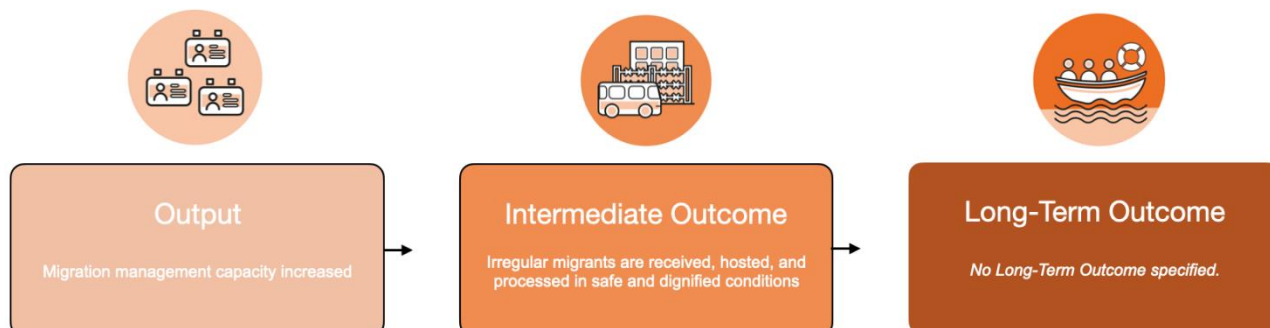 Output
Migration management capacity increased
Intermediate Outcome
Irregular migrants are received, hosted, and
processed in safe and dignified conditions
Long-Term Outcome
No Long-Term Outcome specified.